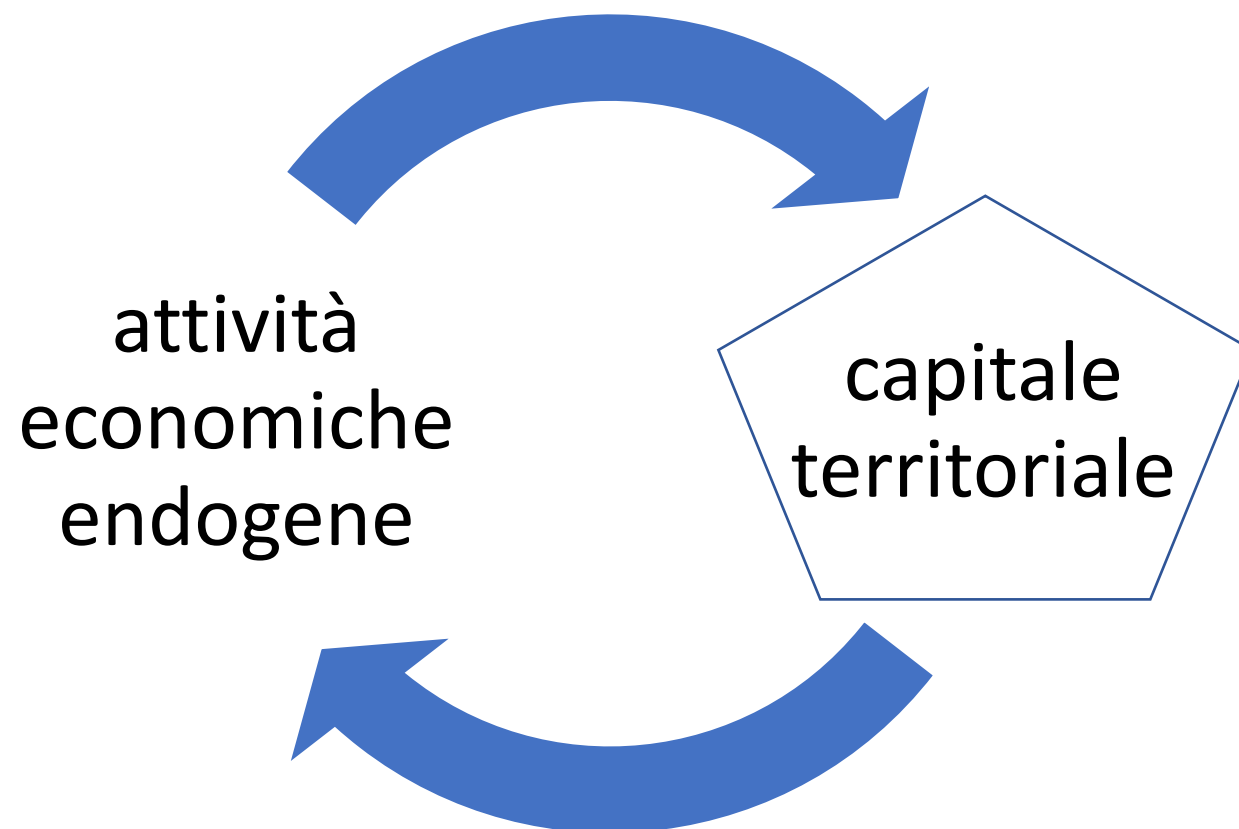 attività
economiche
endogene
capitale
territoriale